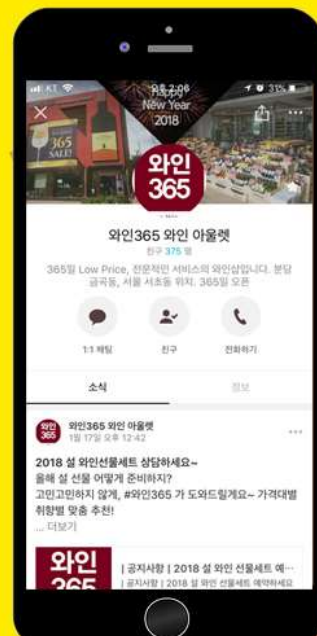 KT
오후 2:06
31%
Happy
New Year
2018
365
SALE!
와인
365
와인365 와인 아울렛
친구 375 명
365일 Low Price, 전문적인 서비스의 와인샵입니다. 분당
금곡동, 서울 서초동 위치. 365일 오픈
1:1 채팅
친구
전화하기
소식
정보
와인
365
와인365 와인 아울렛
1월 17일 오후 12:42
2018 설 와인선물세트 상담하세요~
올해 설 선물 어떻게 준비하지?
고민고민하지 않게, #와인365 가 도와드릴게요~ 가격대별
취향별 맞춤 추천!
... 더보기
와인
365
| 공지사항 | 2018 설 와인 선물세트 예…
| 공지사항 | 2018 설 와인 선물세트 예약하세요